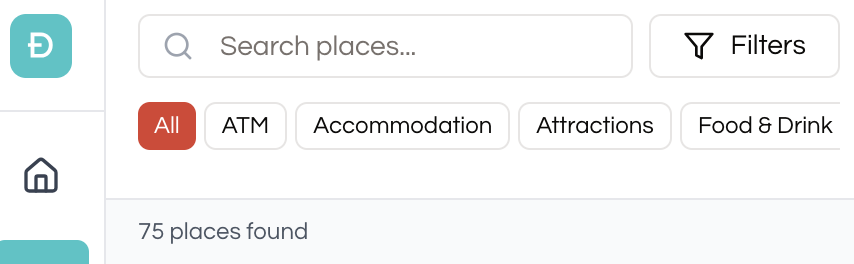 Đ
Search places...
Filters
All
ATM
Accommodation
Attractions
Food & Drink
75 places found